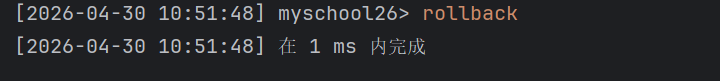 [2026-04-30 10:51:48] myschool26> rollback
[2026-04-30 10:51:48] 在 1 ms 内完成